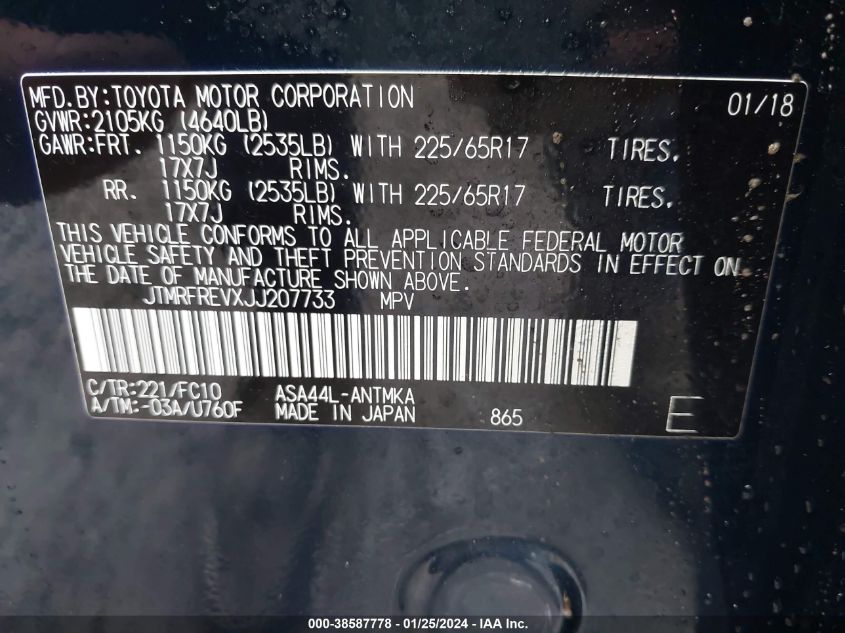 MFD.BY:TOYOTA MOTOR CORPORATION 01/18
GVWR:2105KG (4640LB)
GAWR:FRT. 1150KG (2535LB) WITH 225/65R17 TIRES.
17X7J RIMS.
RR. 1150KG (2535LB) WITH 225/65R17 TIRES.
17X7J RIMS.
THIS VEHICLE CONFORMS TO ALL APPLICABLE FEDERAL MOTOR
VEHICLE SAFETY AND THEFT PREVENTION STANDARDS IN EFFECT ON
THE DATE OF MANUFACTURE SHOWN ABOVE.
JTMRFREVXJJ207733 MPV
C/TR:221/FC10 ASA44L-ANTMKA
A/TM:-03A/U760F MADE IN JAPAN 865 E
000-38587778 - 01/25/2024 - IAA Inc.